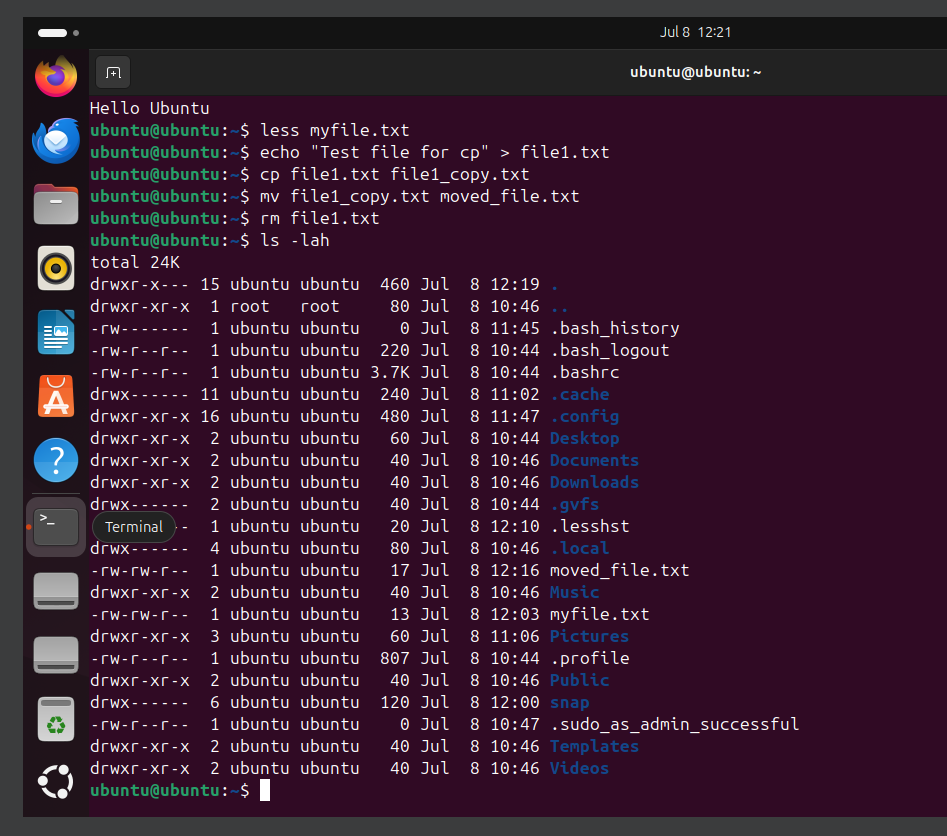 Jul 8 12:21
ubuntu@ubuntu: ~
Hello Ubuntu
ubuntu@ubuntu:~$ less myfile.txt
ubuntu@ubuntu:~$ echo "Test file for cp" > file1.txt
ubuntu@ubuntu:~$ cp file1.txt file1_copy.txt
ubuntu@ubuntu:~$ mv file1_copy.txt moved_file.txt
ubuntu@ubuntu:~$ rm file1.txt
ubuntu@ubuntu:~$ ls -lah
total 24K
drwxr-x--- 15 ubuntu ubuntu  460 Jul  8 12:19 .
drwxr-xr-x  1 root   root     80 Jul  8 10:46 ..
-rw-------  1 ubuntu ubuntu    0 Jul  8 11:45 .bash_history
-rw-r--r--  1 ubuntu ubuntu  220 Jul  8 10:44 .bash_logout
-rw-r--r--  1 ubuntu ubuntu 3.7K Jul  8 10:44 .bashrc
drwx------ 11 ubuntu ubuntu  240 Jul  8 11:02 .cache
drwxr-xr-x 16 ubuntu ubuntu  480 Jul  8 11:47 .config
drwxr-xr-x  2 ubuntu ubuntu   60 Jul  8 10:44 Desktop
drwxr-xr-x  2 ubuntu ubuntu   40 Jul  8 10:46 Documents
drwxr-xr-x  2 ubuntu ubuntu   40 Jul  8 10:46 Downloads
drwx------  2 ubuntu ubuntu   40 Jul  8 10:44 .gvfs
Terminal --  1 ubuntu ubuntu   20 Jul  8 12:10 .lesshst
drwx------  4 ubuntu ubuntu   80 Jul  8 10:46 .local
-rw-rw-r--  1 ubuntu ubuntu   17 Jul  8 12:16 moved_file.txt
drwxr-xr-x  2 ubuntu ubuntu   40 Jul  8 10:46 Music
-rw-rw-r--  1 ubuntu ubuntu   13 Jul  8 12:03 myfile.txt
drwxr-xr-x  3 ubuntu ubuntu   60 Jul  8 11:06 Pictures
-rw-r--r--  1 ubuntu ubuntu  807 Jul  8 10:44 .profile
drwxr-xr-x  2 ubuntu ubuntu   40 Jul  8 10:46 Public
drwx------  6 ubuntu ubuntu  120 Jul  8 12:00 snap
-rw-r--r--  1 ubuntu ubuntu    0 Jul  8 10:47 .sudo_as_admin_successful
drwxr-xr-x  2 ubuntu ubuntu   40 Jul  8 10:46 Templates
drwxr-xr-x  2 ubuntu ubuntu   40 Jul  8 10:46 Videos
ubuntu@ubuntu:~$